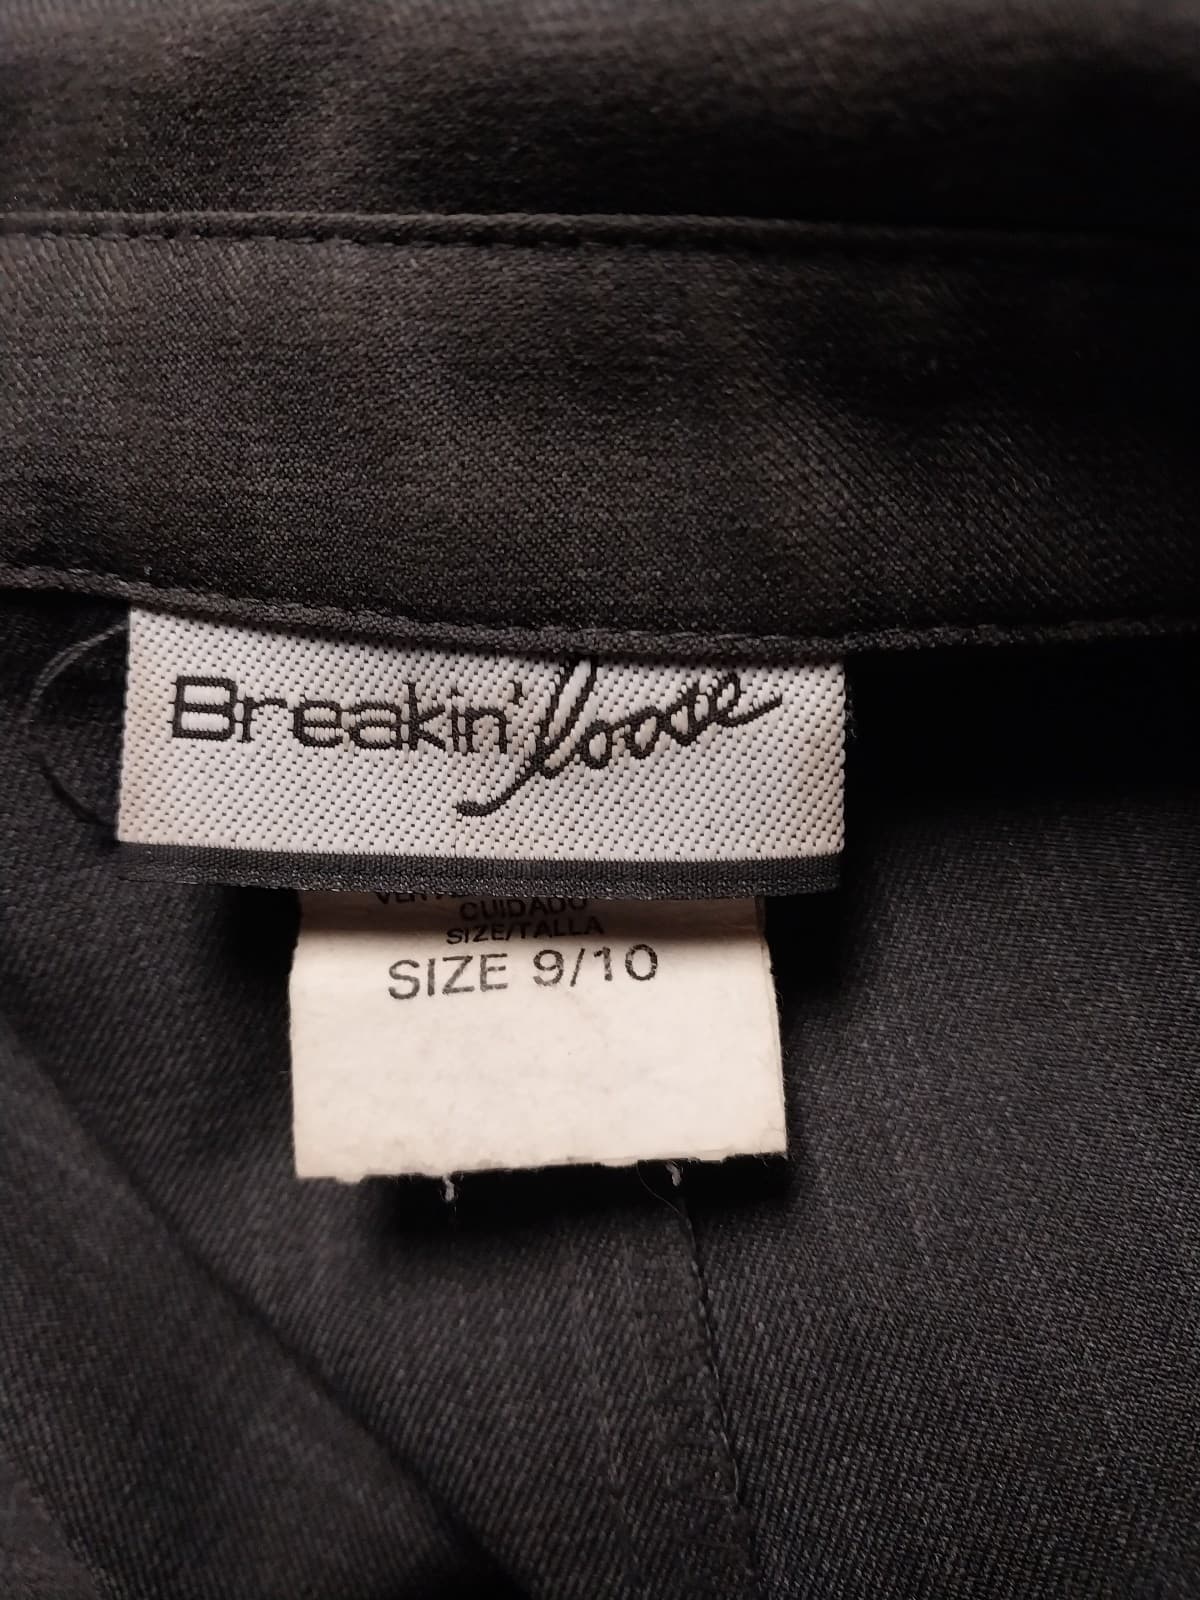 Breakin' loose
CUIDADO
SIZE/TALLA
SIZE 9/10